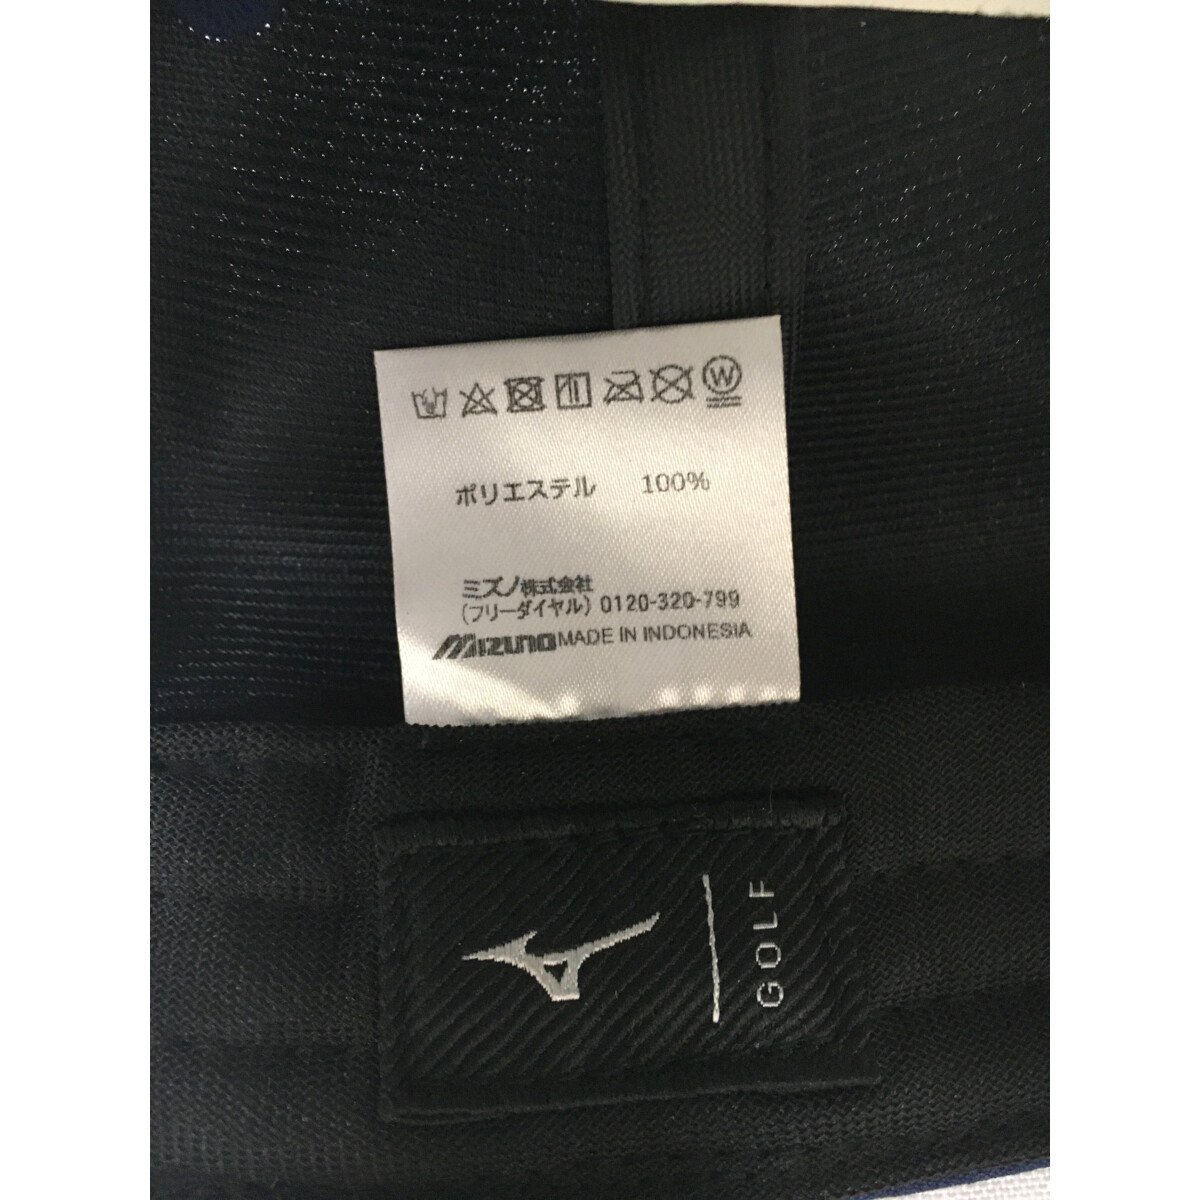 W
ポリエステル 100%
ミズノ株式会社
(フリーダイヤル) 0120-320-799
MIZUNO MADE IN INDONESIA
GOLF